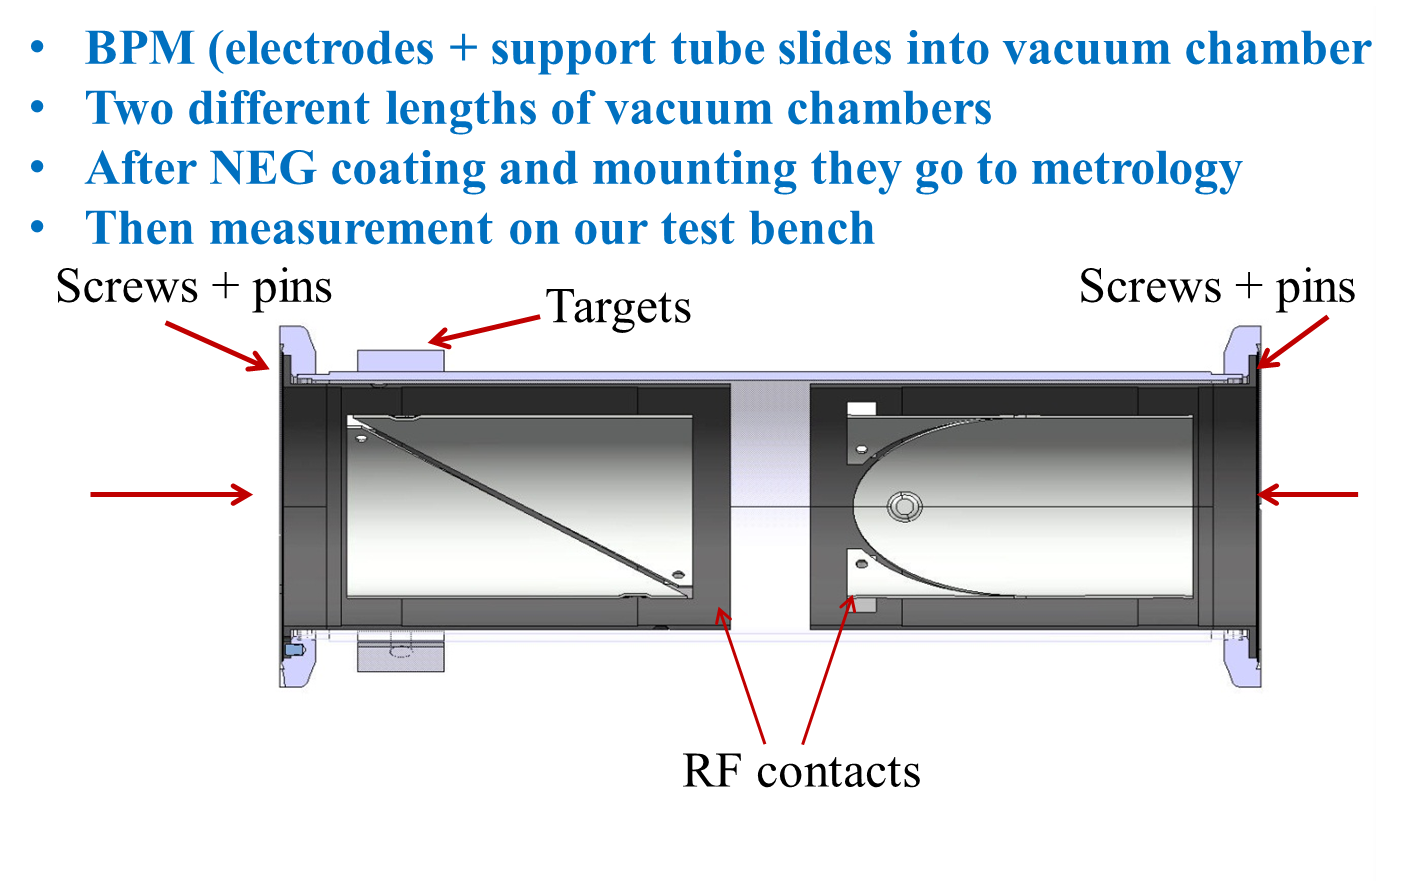 • BPM (electrodes + support tube slides into vacuum chamber
• Two different lengths of vacuum chambers
• After NEG coating and mounting they go to metrology
• Then measurement on our test bench
Screws + pins
Targets
Screws + pins
RF contacts